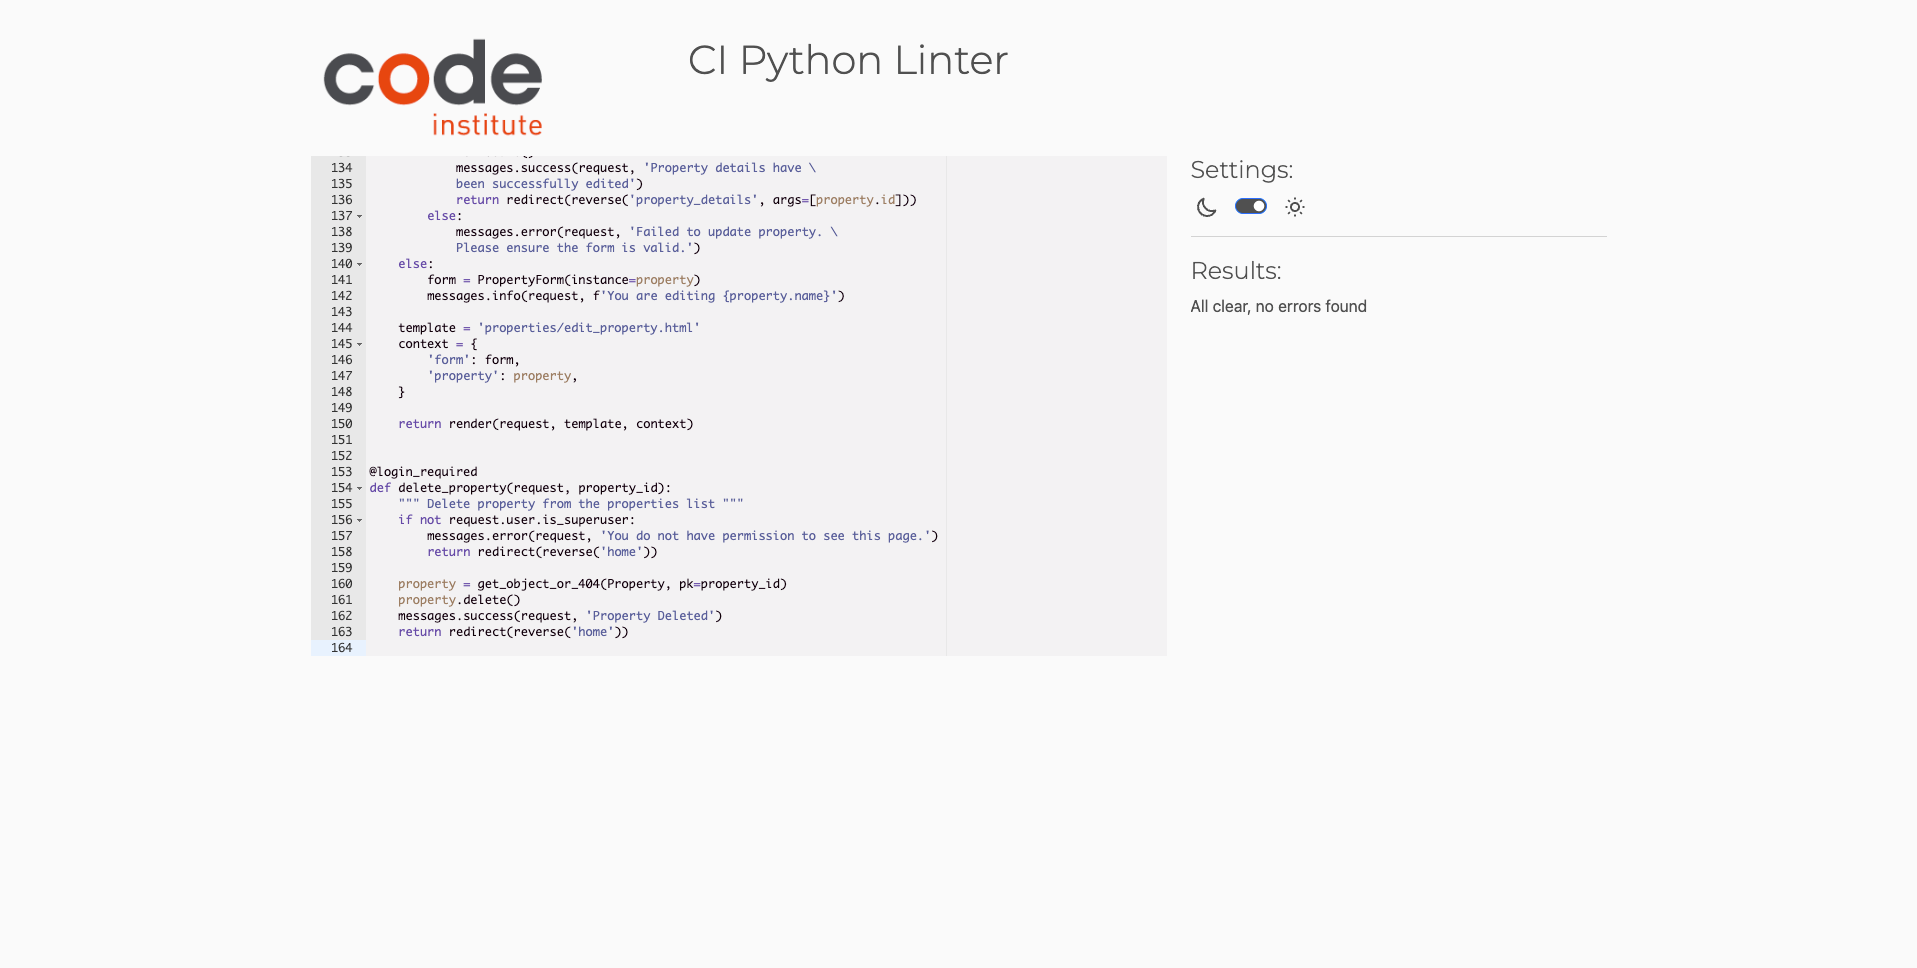 code
institute
CI Python Linter
134 messages.success(request, 'Property details have \
135 been successfully edited')
136 return redirect(reverse('property_details', args=[property.id]))
137 else:
138 messages.error(request, 'Failed to update property. \
139 Please ensure the form is valid.')
140 else:
141 form = PropertyForm(instance=property)
142 messages.info(request, f'You are editing {property.name}')
143
144 template = 'properties/edit_property.html'
145 context = {
146 'form': form,
147 'property': property,
148 }
149
150 return render(request, template, context)
151
152
153 @login_required
154 def delete_property(request, property_id):
155 """ Delete property from the properties list """
156 if not request.user.is_superuser:
157 messages.error(request, 'You do not have permission to see this page.')
158 return redirect(reverse('home'))
159
160 property = get_object_or_404(Property, pk=property_id)
161 property.delete()
162 messages.success(request, 'Property Deleted')
163 return redirect(reverse('home'))
164
Settings:
Results:
All clear, no errors found